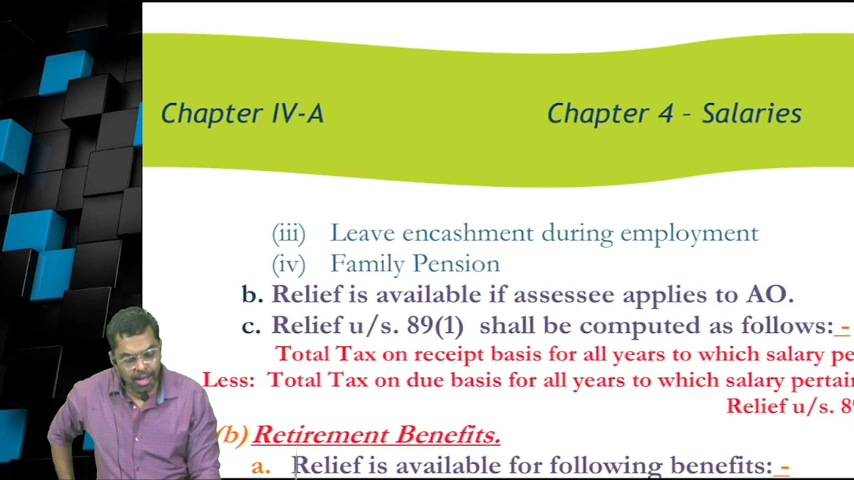 Chapter IV-A Chapter 4 – Salaries
(iii) Leave encashment during employment
(iv) Family Pension
b. Relief is available if assessee applies to AO.
c. Relief u/s. 89(1) shall be computed as follows: -
Total Tax on receipt basis for all years to which salary
Less: Total Tax on due basis for all years to which salary
Relief u/s.
(b) Retirement Benefits.
a. Relief is available for following benefits: -